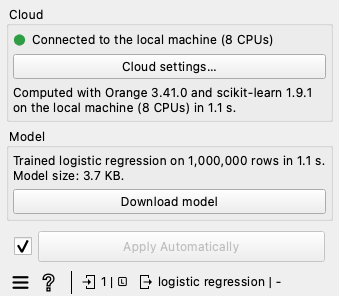 Cloud
Connected to the local machine (8 CPUs)
Cloud settings...
Computed with Orange 3.41.0 and scikit-learn 1.9.1
on the local machine (8 CPUs) in 1.1 s.
Model
Trained logistic regression on 1,000,000 rows in 1.1 s.
Model size: 3.7 KB.
Download model
Apply Automatically
? 1 | L logistic regression | -